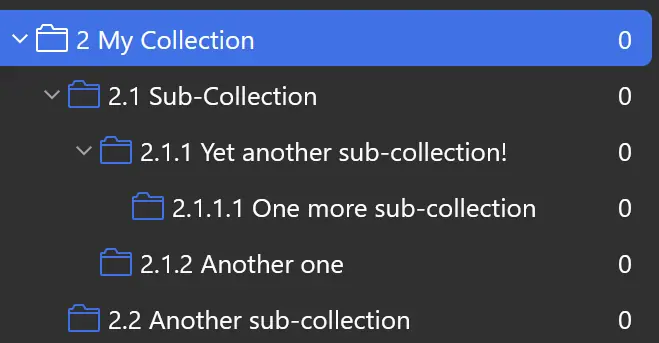 2 My Collection 0
2.1 Sub-Collection 0
2.1.1 Yet another sub-collection! 0
2.1.1.1 One more sub-collection 0
2.1.2 Another one 0
2.2 Another sub-collection 0